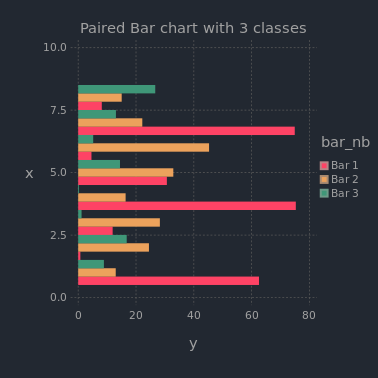 Paired Bar chart with 3 classes
10.0
7.5
5.0
2.5
0.0
x
0
20
40
60
80
y
bar_nb
Bar 1
Bar 2
Bar 3